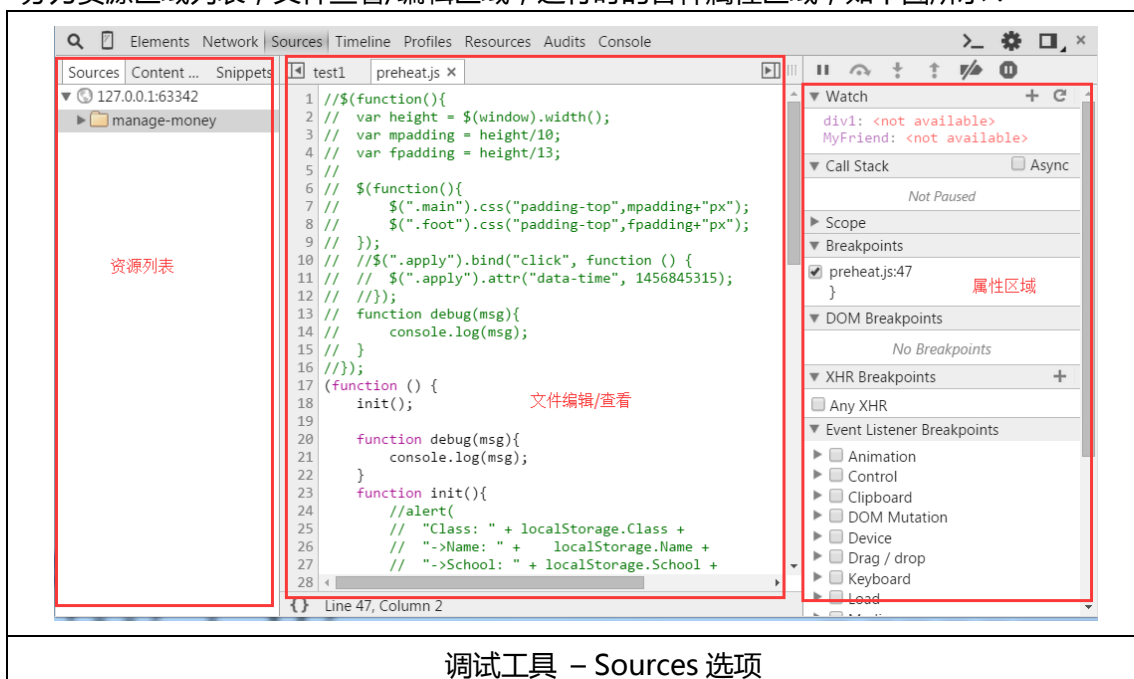 Elements Network Sources Timeline Profiles Resources Audits Console
Sources Content ... Snippets
127.0.0.1:63342
manage-money
资源列表
test1 preheat.js ×
1 //$(function(){
2 //  var height = $(window).width();
3 //  var mpadding = height/10;
4 //  var fpadding = height/13;
5 //
6 //  $(function(){
7 //      $(".main").css("padding-top",mpadding+"px");
8 //      $(".foot").css("padding-top",fpadding+"px");
9 //  });
10 //  //$(".apply").bind("click", function () {
11 //  //  $(".apply").attr("data-time", 1456845315);
12 //  //});
13 //  function debug(msg){
14 //      console.log(msg);
15 //  }
16 //});
17 (function () {
18     init();
19
20     function debug(msg){
21         console.log(msg);
22     }
23     function init(){
24         //alert(
25         //  "Class: " + localStorage.Class +
26         //  "->Name: " +    localStorage.Name +
27         //  "->School: " + localStorage.School +
28
文件编辑/查看
{} Line 47, Column 2
Watch
div1: <not available>
MyFriend: <not available>
Call Stack Async
Not Paused
Scope
Breakpoints
preheat.js:47
}
属性区域
DOM Breakpoints
No Breakpoints
XHR Breakpoints
Any XHR
Event Listener Breakpoints
Animation
Control
Clipboard
DOM Mutation
Device
Drag / drop
Keyboard
Load
调试工具 – Sources 选项